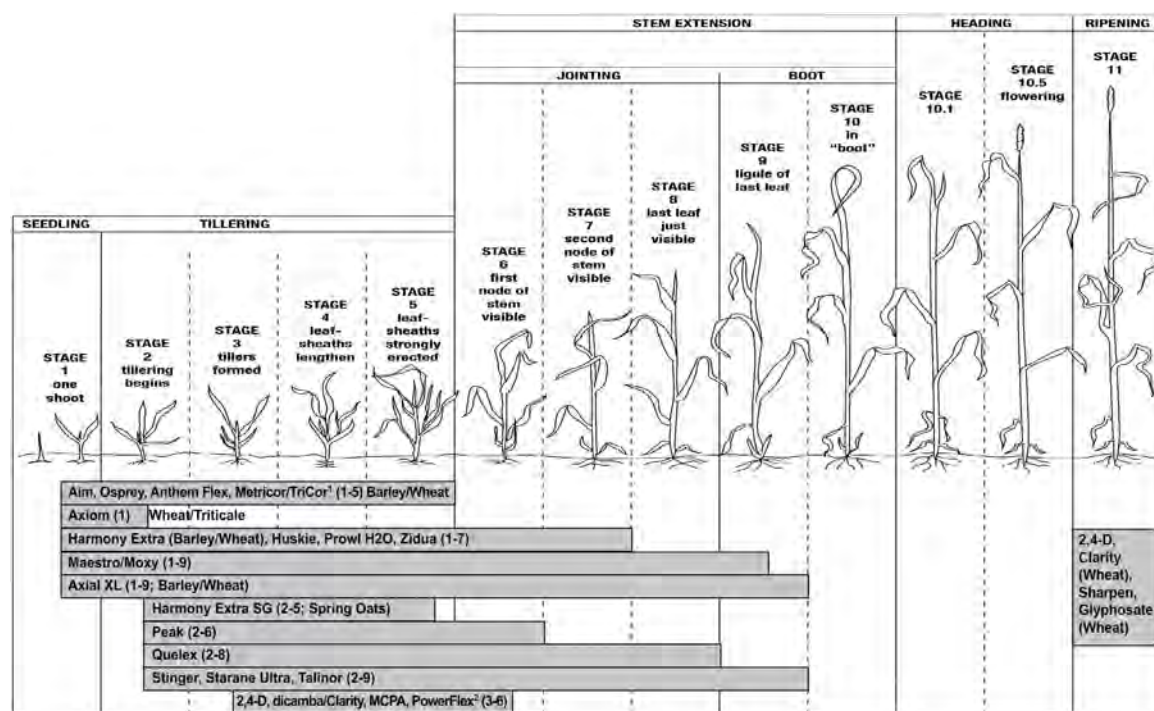 STEM EXTENSION
HEADING
RIPENING
JOINTING
BOOT
SEEDLING
TILLERING
STAGE
1
one
shoot
STAGE
2
tillering
begins
STAGE
3
tillers
formed
STAGE
4
leaf-
sheaths
lengthen
STAGE
5
leaf-
sheaths
strongly
erected
STAGE
6
first
node of
stem
visible
STAGE
7
second
node of
stem
visible
STAGE
8
last leaf
just
visible
STAGE
9
ligule of
last leaf
STAGE
10
in
"boot"
STAGE
10.1
STAGE
10.5
flowering
STAGE
11
Aim, Osprey, Anthem Flex, Metricor/TriCor¹ (1-5) Barley/Wheat
Axiom (1) Wheat/Triticale
Harmony Extra (Barley/Wheat), Huskie, Prowl H2O, Zidua (1-7)
Maestro/Moxy (1-9)
Axial XL (1-9; Barley/Wheat)
Harmony Extra SG (2-5; Spring Oats)
Peak (2-6)
Quelex (2-8)
Stinger, Starane Ultra, Talinor (2-9)
2,4-D, dicamba/Clarity, MCPA, PowerFlex² (3-6)
2,4-D,
Clarity
(Wheat),
Sharpen,
Glyphosate
(Wheat)